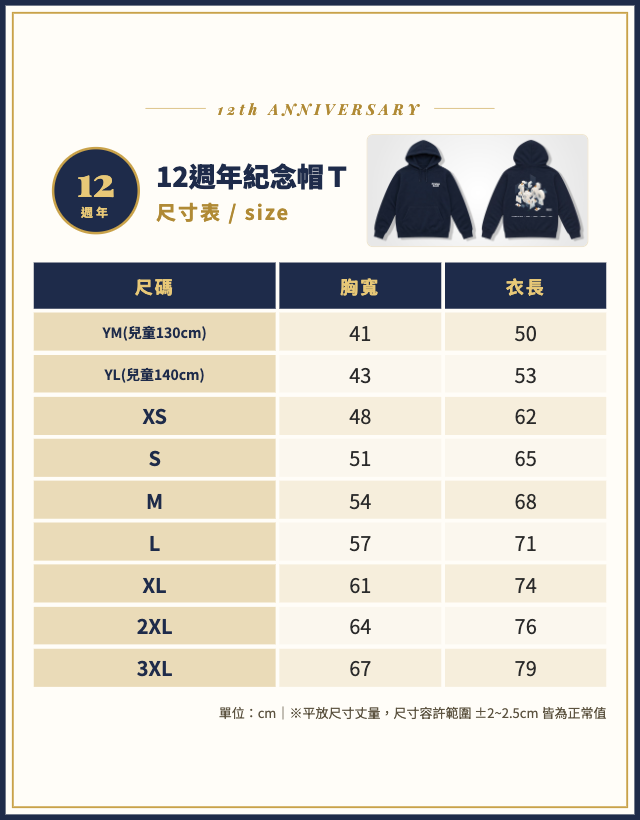 12th ANNIVERSARY
12
週年
12週年紀念帽T
尺寸表 / size
尺碼 胸寬 衣長
YM(兒童130cm) 41 50
YL(兒童140cm) 43 53
XS 48 62
S 51 65
M 54 68
L 57 71
XL 61 74
2XL 64 76
3XL 67 79
單位：cm｜※平放尺寸丈量，尺寸容許範圍 ±2~2.5cm 皆為正常值